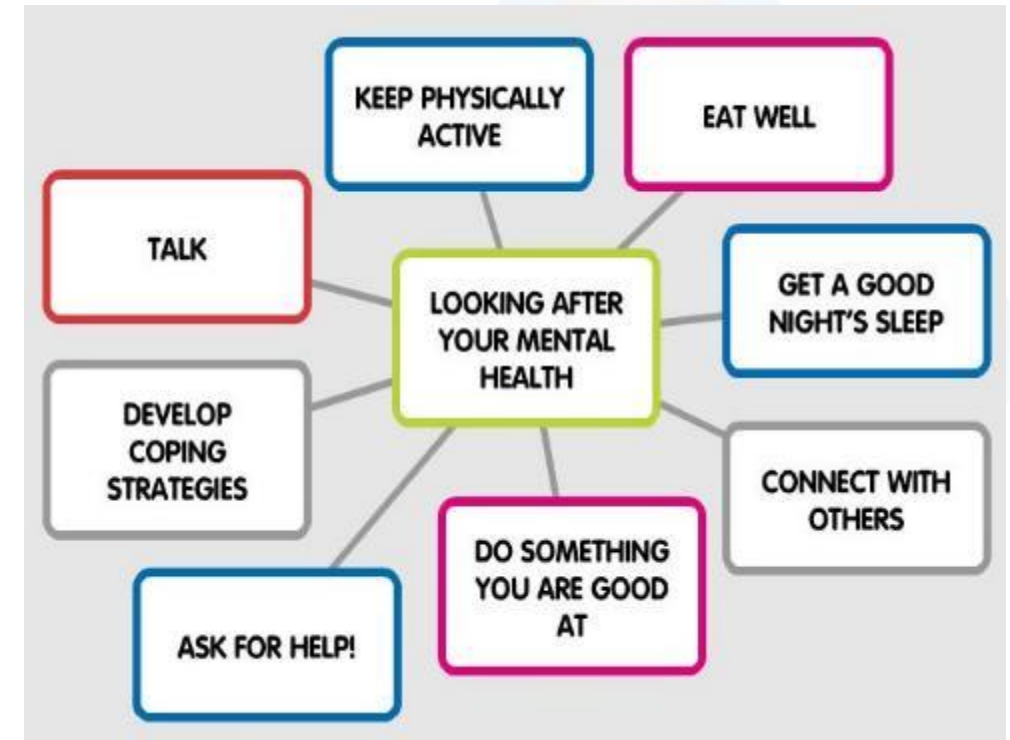 KEEP PHYSICALLY
ACTIVE
EAT WELL
TALK
GET A GOOD
NIGHT'S SLEEP
LOOKING AFTER
YOUR MENTAL
HEALTH
DEVELOP
COPING
STRATEGIES
CONNECT WITH
OTHERS
DO SOMETHING
YOU ARE GOOD
AT
ASK FOR HELP!